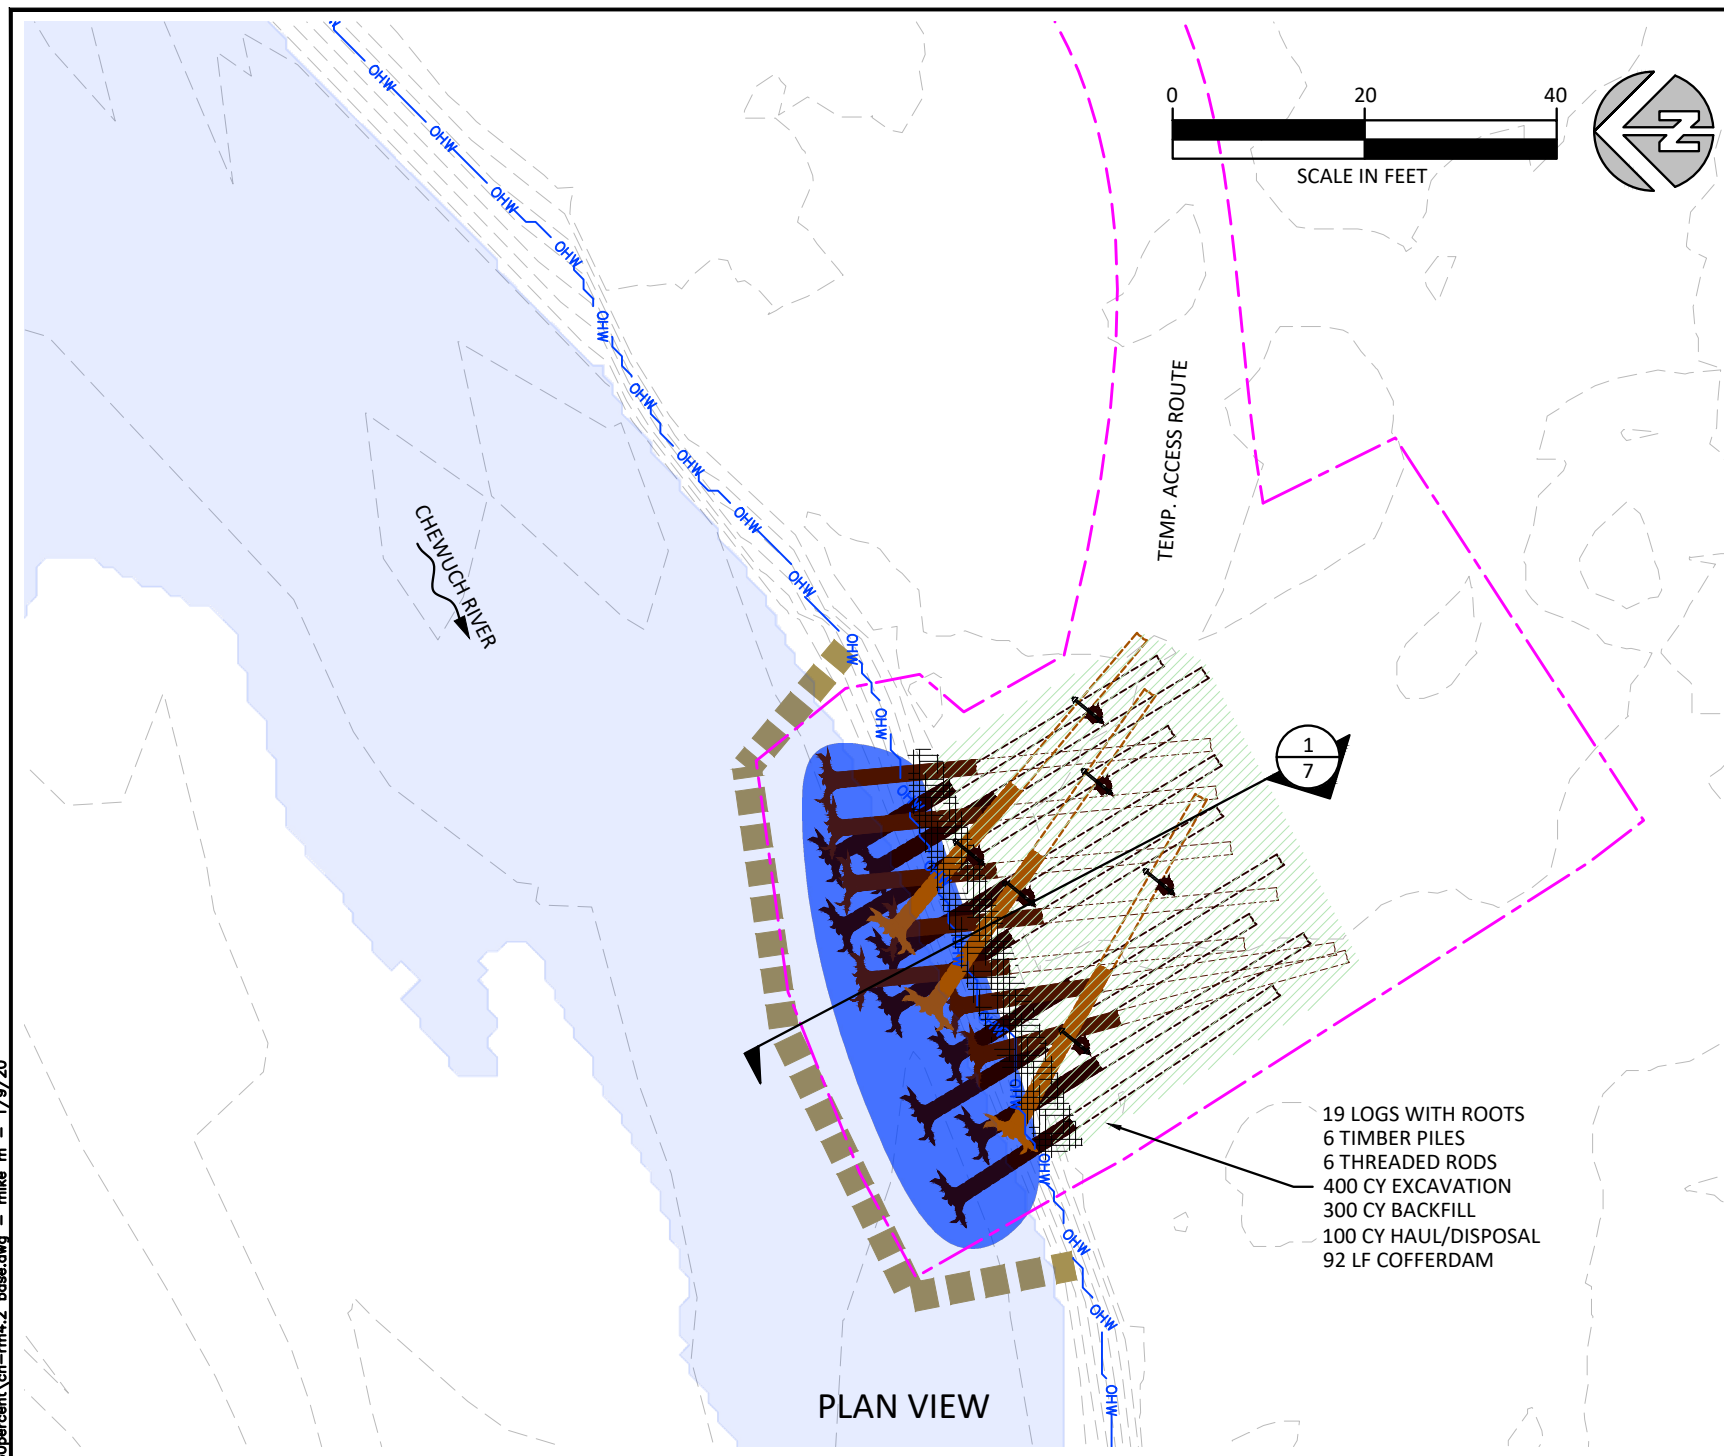 0 20 40
SCALE IN FEET
N
OHW
OHW
OHW
OHW
OHW
OHW
OHW
OHW
OHW
OHW
OHW
TEMP. ACCESS ROUTE
CHEWUCH RIVER
1
7
OHW
OHW
19 LOGS WITH ROOTS
6 TIMBER PILES
6 THREADED RODS
400 CY EXCAVATION
300 CY BACKFILL
100 CY HAUL/DISPOSAL
92 LF COFFERDAM
OHW
OHW
OHW
PLAN VIEW